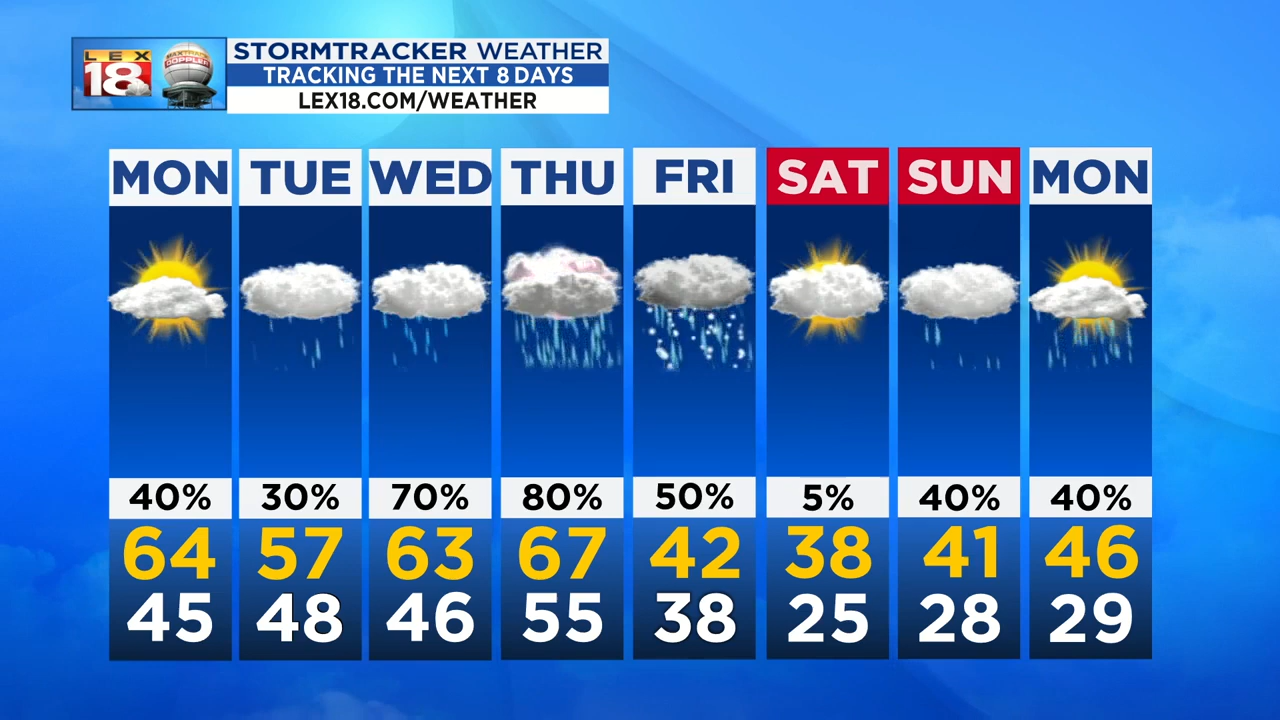 LEX
18
MAXTRACK
DOPPLER
STORMTRACKER WEATHER
TRACKING THE NEXT 8 DAYS
LEX18.COM/WEATHER
MON TUE WED THU FRI SAT SUN MON
40% 30% 70% 80% 50% 5% 40% 40%
64 57 63 67 42 38 41 46
45 48 46 55 38 25 28 29